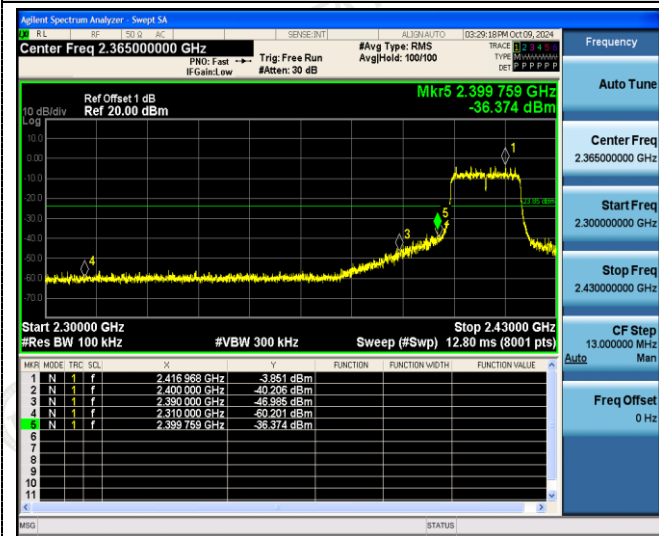 Agilent Spectrum Analyzer - Swept SA
RL RF 50 Ω AC SENSE:INT ALIGN AUTO 03:29:18 PM Oct 09, 2024
Center Freq 2.365000000 GHz
PNO: Fast
IFGain:Low
Trig: Free Run
#Atten: 30 dB
#Avg Type: RMS
Avg|Hold: 100/100
TRACE 1 2 3 4 5 6
TYPE M
DET P P P P P P
Ref Offset 1 dB
10 dB/div Ref 20.00 dBm
Log
Mkr5 2.399 759 GHz
-36.374 dBm
10.0
0.00
-10.0
-20.0
-30.0
-40.0
-50.0
-60.0
-70.0
1
-23.85 dBm
5
3
4
Start 2.30000 GHz
Stop 2.43000 GHz
#Res BW 100 kHz #VBW 300 kHz Sweep (#Swp) 12.80 ms (8001 pts)
MKR MODE TRC SCL X Y FUNCTION FUNCTION WIDTH FUNCTION VALUE
1 N 1 f 2.416 968 GHz -3.851 dBm
2 N 1 f 2.400 000 GHz -40.206 dBm
3 N 1 f 2.390 000 GHz -46.985 dBm
4 N 1 f 2.310 000 GHz -60.201 dBm
5 N 1 f 2.399 759 GHz -36.374 dBm
6
7
8
9
10
11
MSG STATUS
Frequency
Auto Tune
Center Freq
2.365000000 GHz
Start Freq
2.300000000 GHz
Stop Freq
2.430000000 GHz
CF Step
13.000000 MHz
Auto Man
Freq Offset
0 Hz